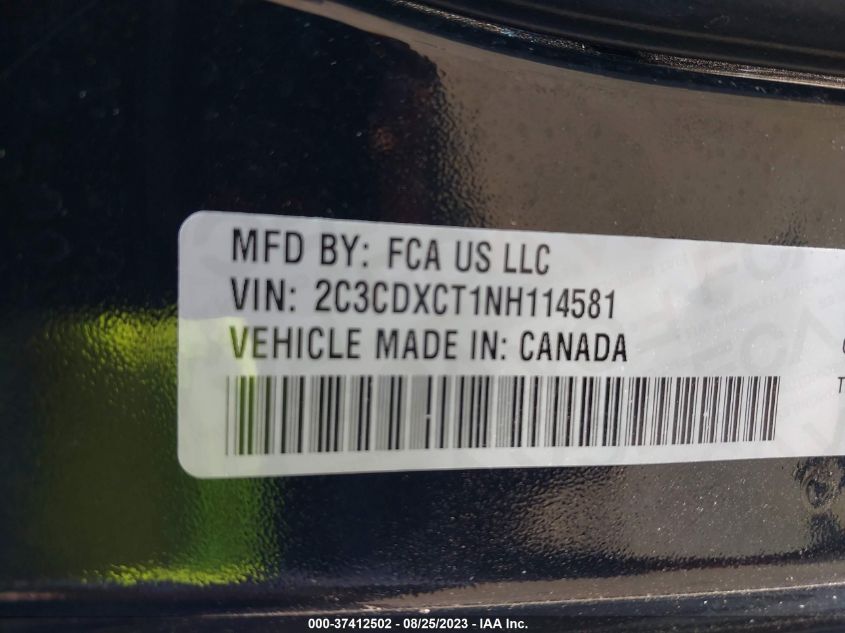 MFD BY: FCA US LLC
VIN: 2C3CDXCT1NH114581
VEHICLE MADE IN: CANADA
T
000-37412502 - 08/25/2023 - IAA Inc.